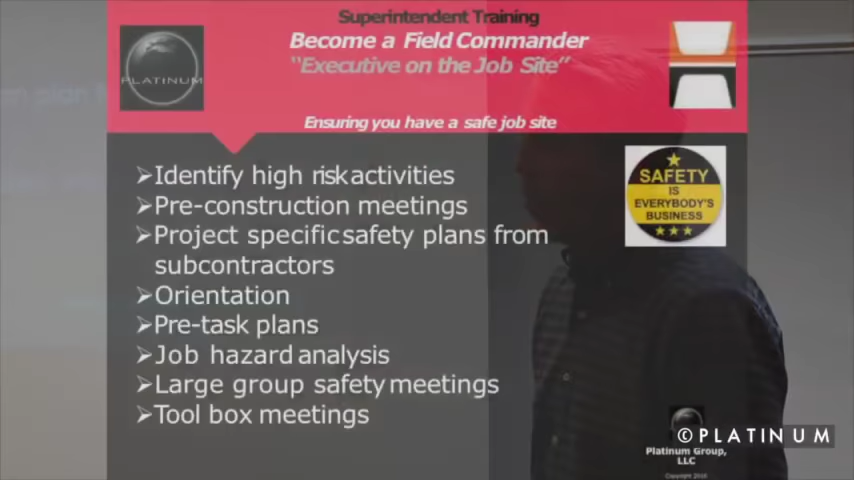 Superintendent Training
Become a Field Commander
"Executive on the Job Site"
PLATINUM
Ensuring you have a safe job site
➢Identify high risk activities
➢Pre-construction meetings
➢Project specific safety plans from
subcontractors
➢Orientation
➢Pre-task plans
➢Job hazard analysis
➢Large group safety meetings
➢Tool box meetings
SAFETY
IS
EVERYBODY'S
BUSINESS
©PLATINUM
Platinum Group,
LLC
Copyright 2010